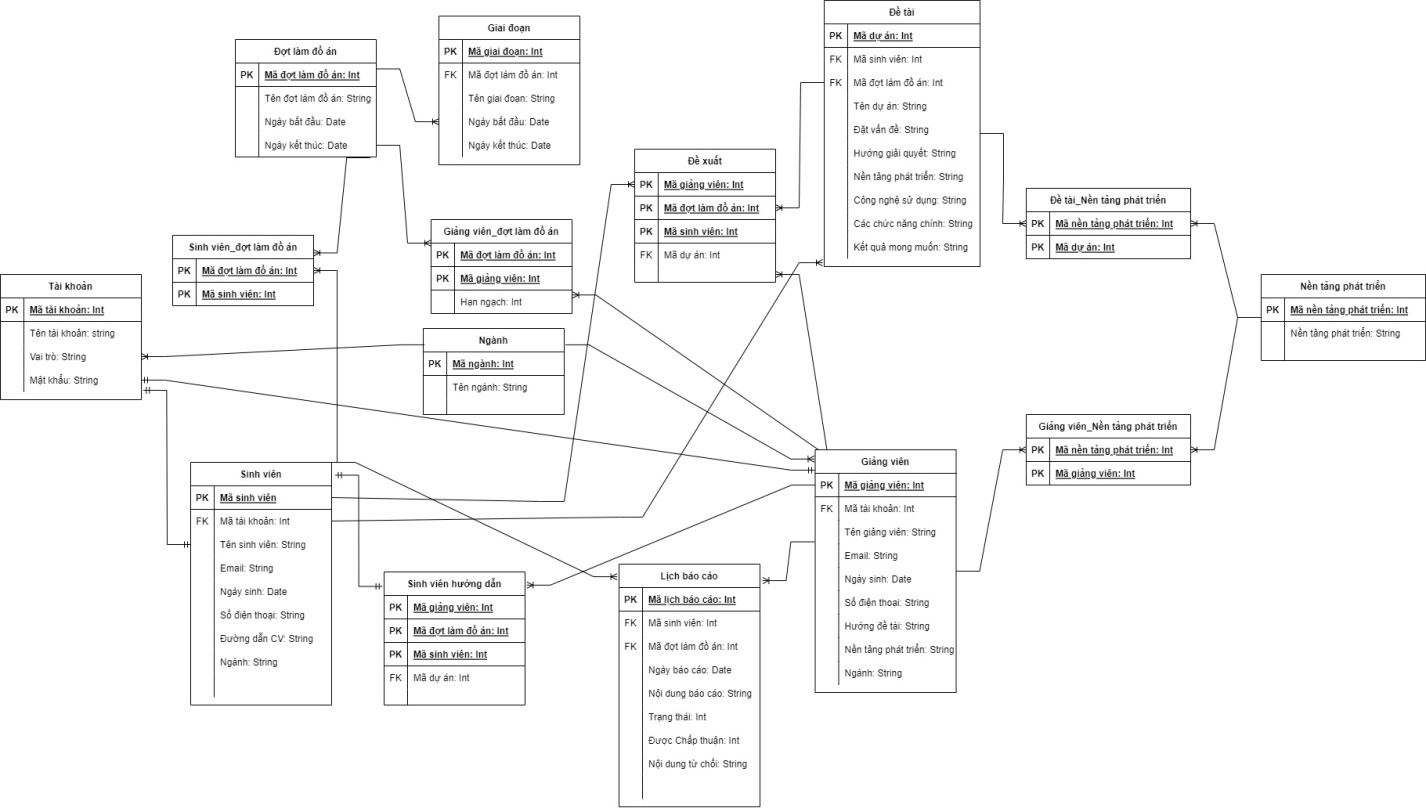 Đợt làm đồ án
PK Mã đợt làm đồ án: Int
Tên đợt làm đồ án: String
Ngày bắt đầu: Date
Ngày kết thúc: Date
Giai đoạn
PK Mã giai đoạn: Int
FK Mã đợt làm đồ án: Int
Tên giai đoạn: String
Ngày bắt đầu: Date
Ngày kết thúc: Date
Đề tài
PK Mã dự án: Int
FK Mã sinh viên: Int
FK Mã đợt làm đồ án: Int
Tên dự án: String
Đặt vấn đề: String
Hướng giải quyết: String
Nền tảng phát triển: String
Công nghệ sử dụng: String
Các chức năng chính: String
Kết quả mong muốn: String
Đề xuất
PK Mã giảng viên: Int
PK Mã đợt làm đồ án: Int
PK Mã sinh viên: Int
FK Mã dự án: Int
Đề tài_Nền tảng phát triển
PK Mã nền tảng phát triển: Int
PK Mã dự án: Int
Sinh viên_đợt làm đồ án
PK Mã đợt làm đồ án: Int
PK Mã sinh viên: Int
Giảng viên_đợt làm đồ án
PK Mã đợt làm đồ án: Int
PK Mã giảng viên: Int
Hạn ngạch: Int
Tài khoản
PK Mã tài khoản: Int
Tên tài khoản: string
Vai trò: String
Mật khẩu: String
Ngành
PK Mã ngành: Int
Tên ngành: String
Nền tảng phát triển
PK Mã nền tảng phát triển: Int
Nền tảng phát triển: String
Giảng viên_Nền tảng phát triển
PK Mã nền tảng phát triển: Int
PK Mã giảng viên: Int
Sinh viên
PK Mã sinh viên
FK Mã tài khoản: Int
Tên sinh viên: String
Email: String
Ngày sinh: Date
Số điện thoại: String
Đường dẫn CV: String
Ngành: String
Sinh viên hướng dẫn
PK Mã giảng viên: Int
PK Mã đợt làm đồ án: Int
PK Mã sinh viên: Int
FK Mã dự án: Int
Lịch báo cáo
PK Mã lịch báo cáo: Int
FK Mã sinh viên: Int
FK Mã đợt làm đồ án: Int
Ngày báo cáo: Date
Nội dung báo cáo: String
Trạng thái: Int
Được Chấp thuận: Int
Nội dung từ chối: String
Giảng viên
PK Mã giảng viên: Int
FK Mã tài khoản: Int
Tên giảng viên: String
Email: String
Ngày sinh: Date
Số điện thoại: String
Hướng đề tài: String
Nền tảng phát triển: String
Ngành: String